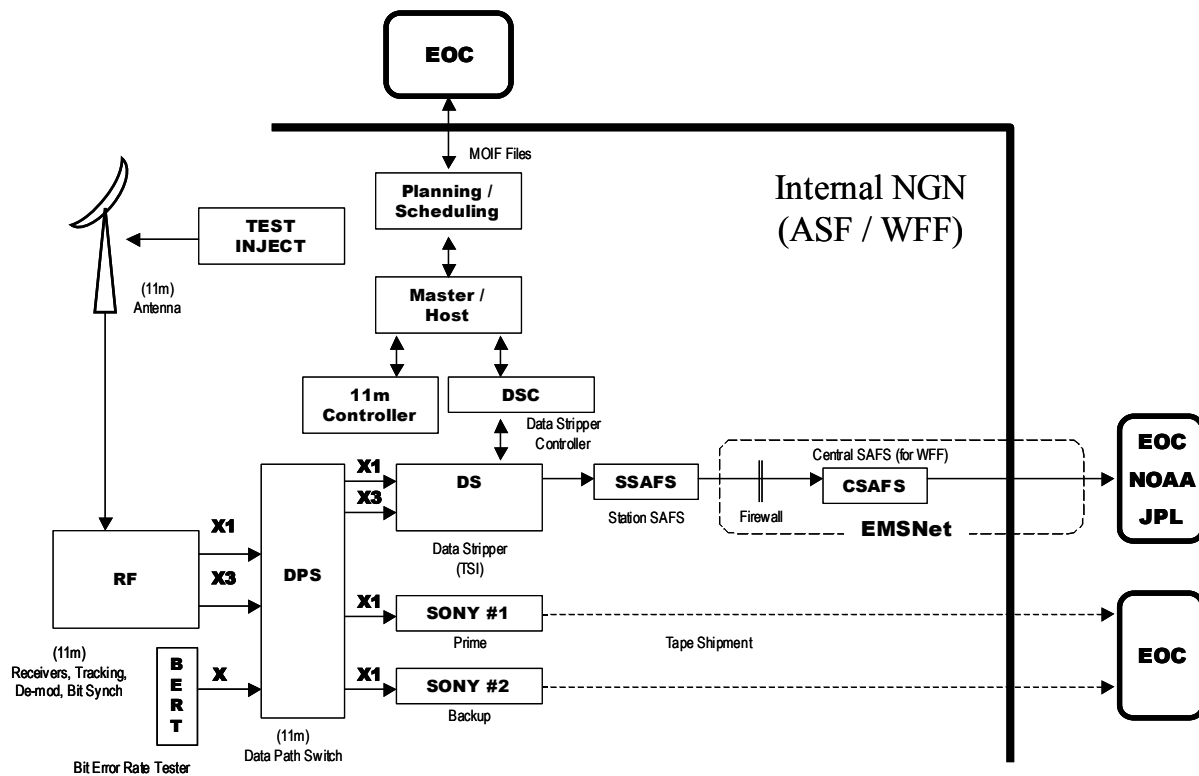 EOC
MOIF Files
Internal NGN
(ASF / WFF)
Planning /
Scheduling
TEST
INJECT
(11m)
Antenna
Master /
Host
11m
Controller
DSC
Data Stripper
Controller
X1
X3
DS
Data Stripper
(TSI)
SSAFS
Station SAFS
Central SAFS (for WFF)
Firewall
CSAFS
EMSNet
EOC
NOAA
JPL
RF
X1
X3
DPS
(11m)
Receivers, Tracking,
De-mod, Bit Synch
X1
SONY #1
Prime
Tape Shipment
EOC
B
E
R
T
X
X1
SONY #2
Backup
(11m)
Data Path Switch
Bit Error Rate Tester